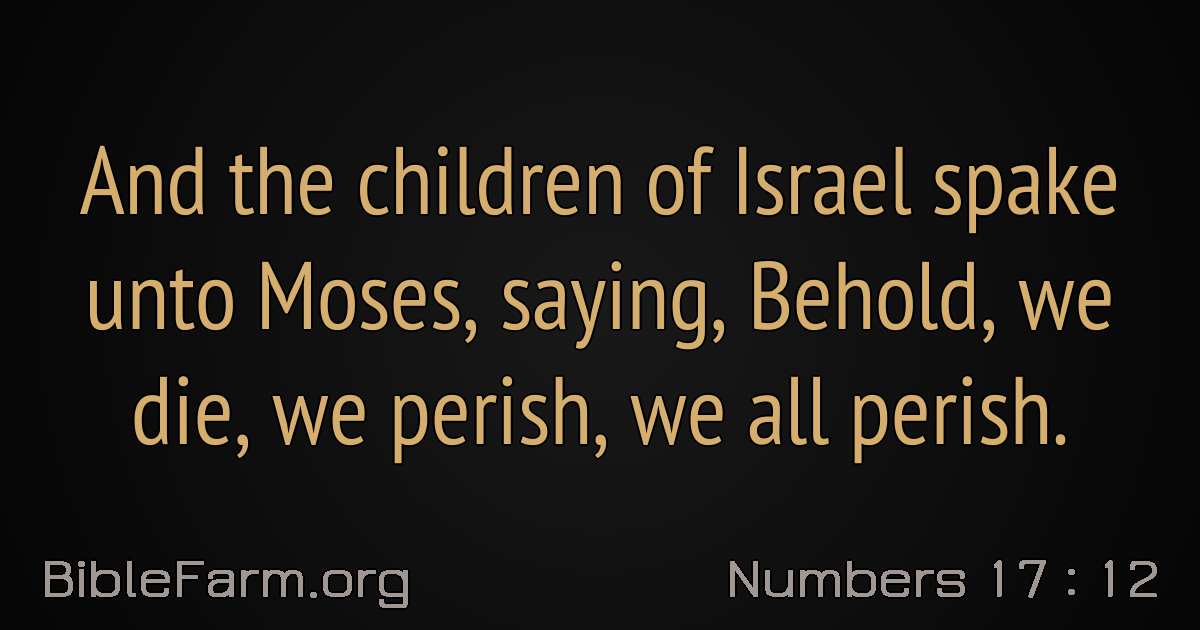 And the children of Israel spake
unto Moses, saying, Behold, we
die, we perish, we all perish.
BibleFarm.org
Numbers 17 : 12